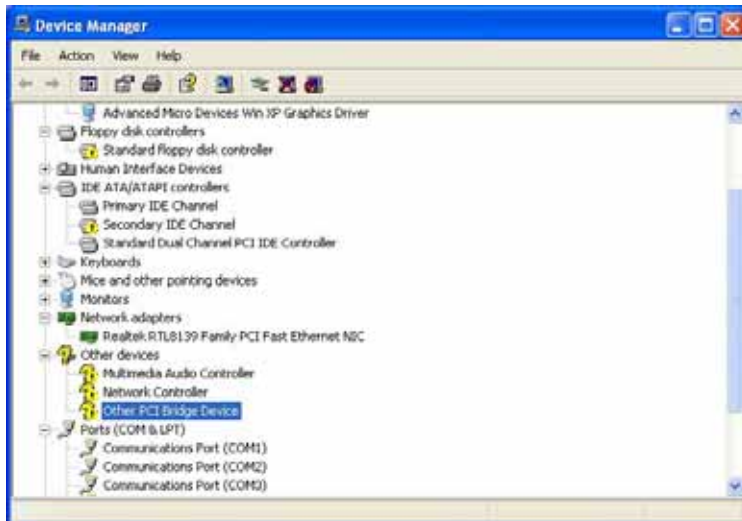 Device Manager
File Action View Help
Advanced Micro Devices Win XP Graphics Driver
Floppy disk controllers
Standard floppy disk controller
Human Interface Devices
IDE ATA/ATAPI controllers
Primary IDE Channel
Secondary IDE Channel
Standard Dual Channel PCI IDE Controller
Keyboards
Mice and other pointing devices
Monitors
Network adapters
Realtek RTL8139 Family PCI Fast Ethernet NIC
Other devices
Multimedia Audio Controller
Network Controller
Other PCI Bridge Device
Ports (COM & LPT)
Communications Port (COM1)
Communications Port (COM2)
Communications Port (COM3)